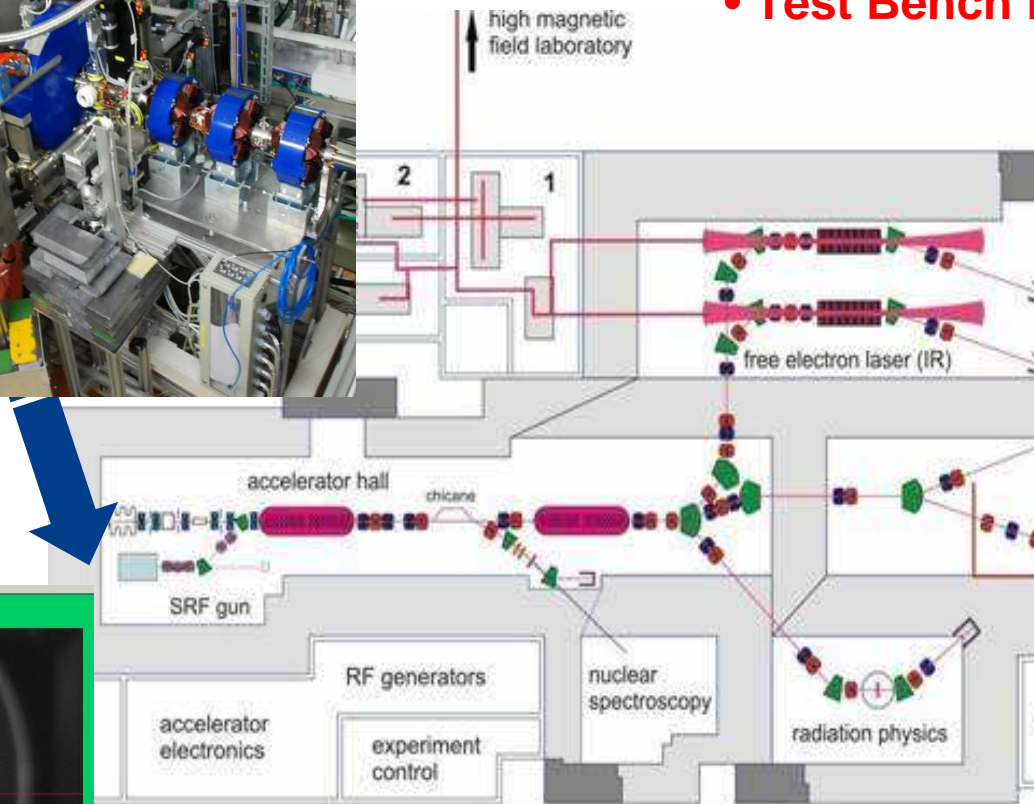 • Test Bench
high magnetic
field laboratory
2
1
free electron laser (IR)
accelerator hall
chicane
SRF gun
RF generators
nuclear
spectroscopy
accelerator
electronics
experiment
control
radiation physics